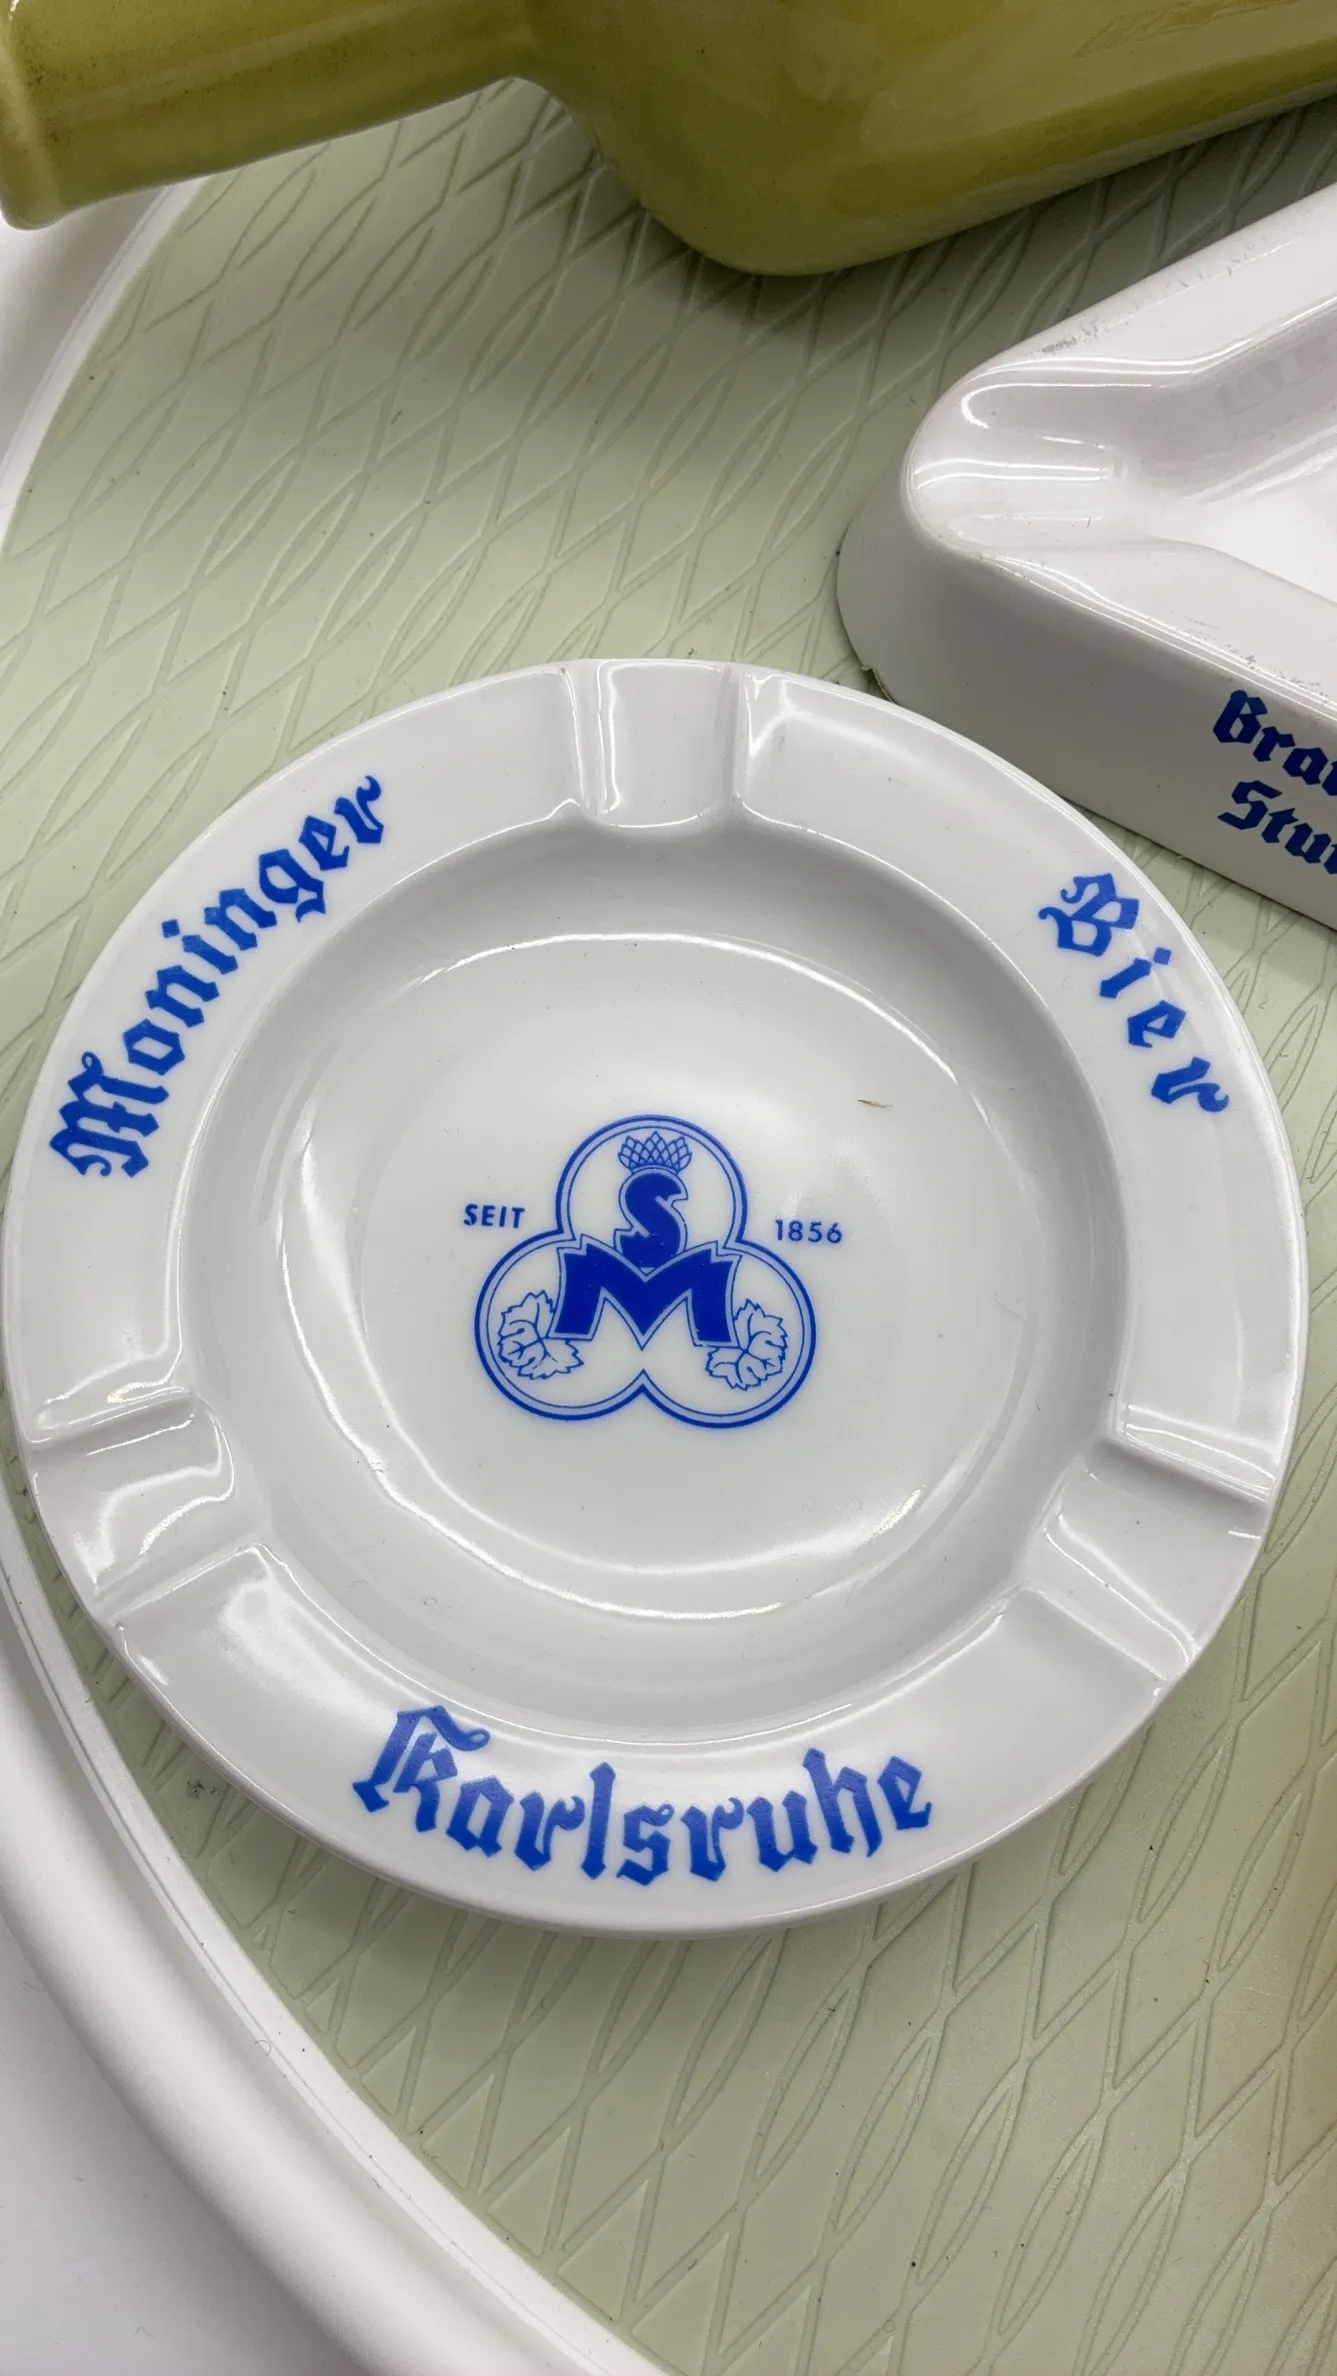 Moninger
Bier
SEIT
1856
S
M
Karlsruhe